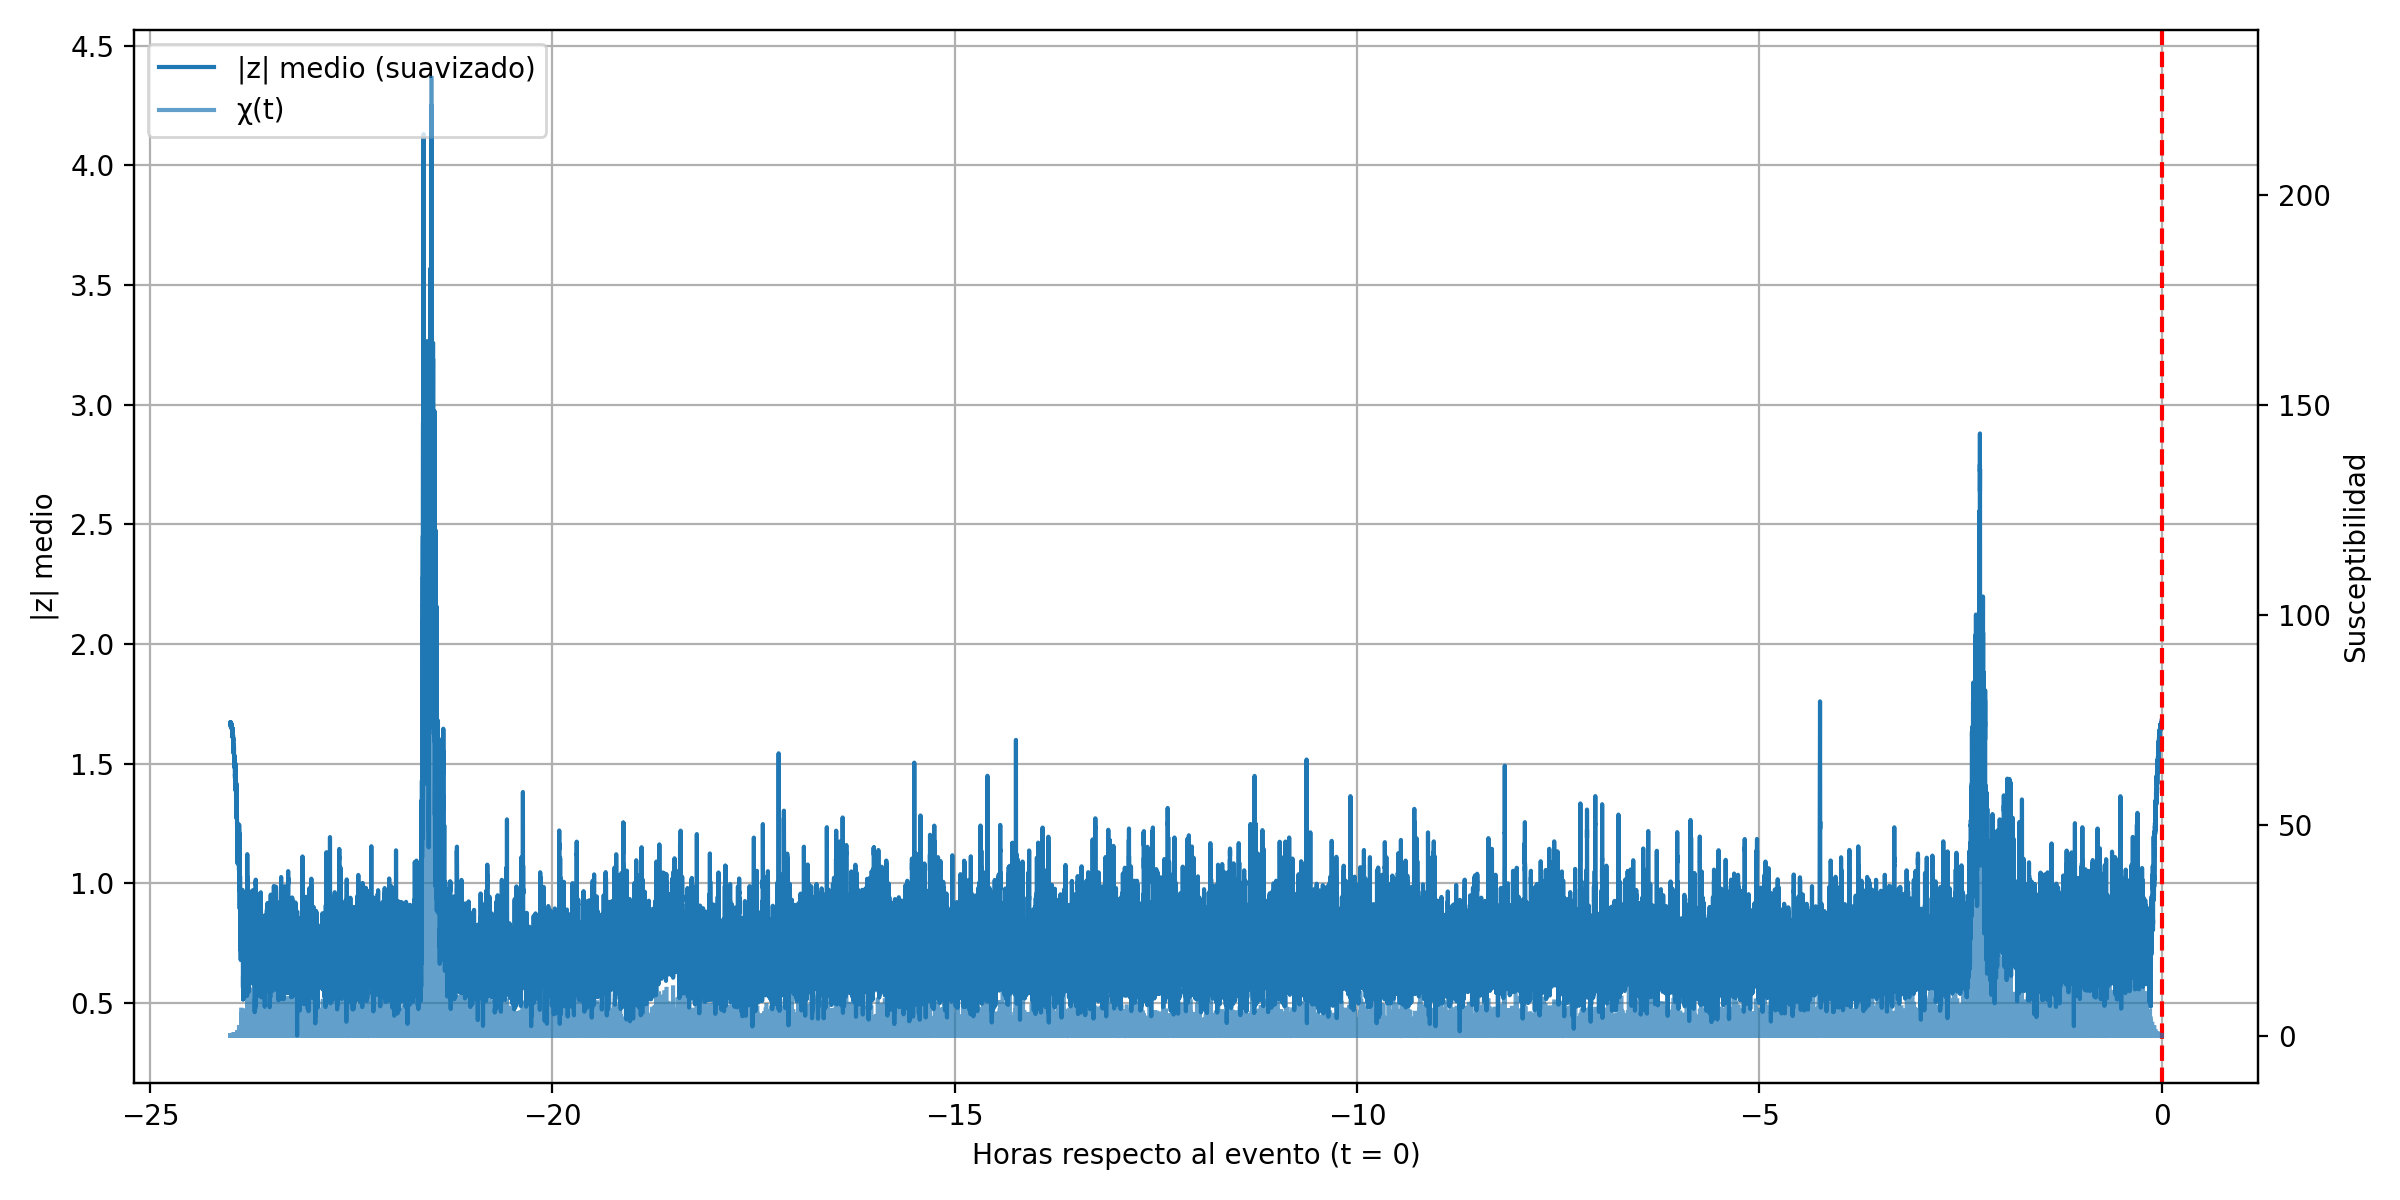 |z| medio (suavizado)
χ(t)
4.5
4.0
3.5
3.0
2.5
2.0
1.5
1.0
0.5
|z| medio
200
150
100
50
0
Susceptibilidad
−25 −20 −15 −10 −5 0
Horas respecto al evento (t = 0)